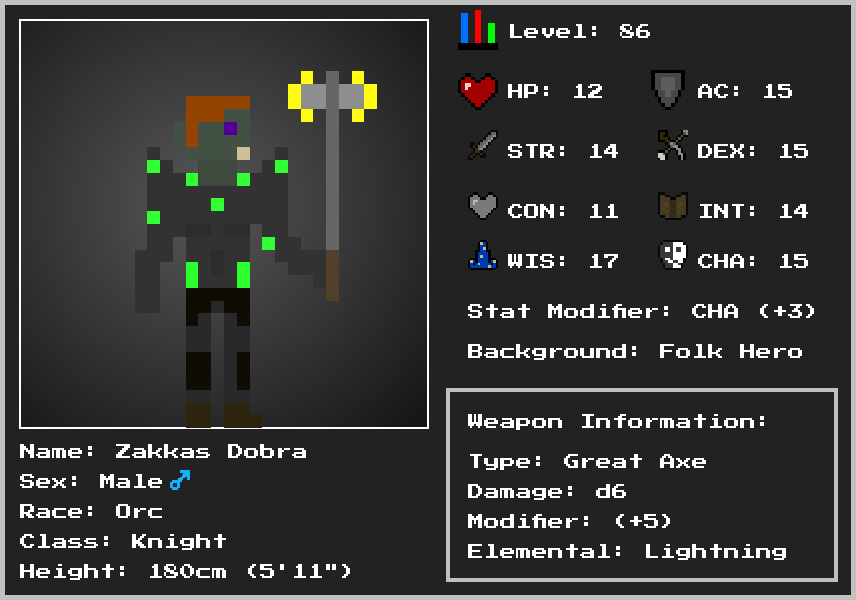 Level: 86
HP: 12
AC: 15
STR: 14
DEX: 15
CON: 11
INT: 14
WIS: 17
CHA: 15
Stat Modifier: CHA (+3)
Background: Folk Hero
Weapon Information:
Type: Great Axe
Damage: d6
Modifier: (+5)
Elemental: Lightning
Name: Zakkas Dobra
Sex: Male ♂
Race: Orc
Class: Knight
Height: 180cm (5'11")